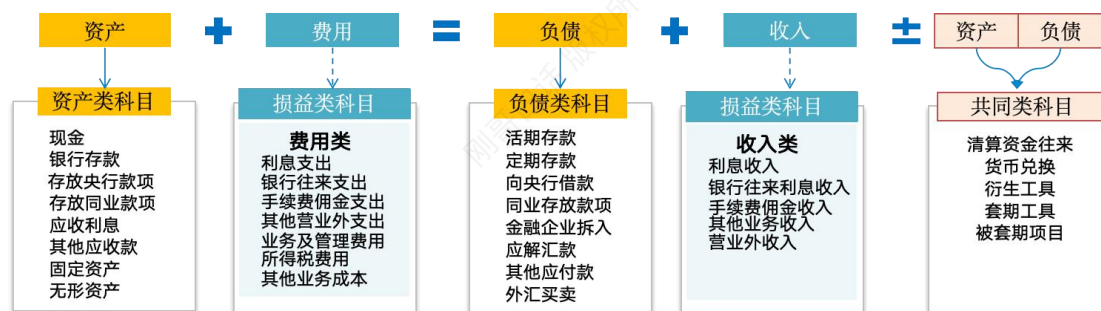 资产 + 费用 = 负债 + 收入 ± 资产 负债
资产类科目
现金
银行存款
存放央行款项
存放同业款项
应收利息
其他应收款
固定资产
无形资产
损益类科目
费用类
利息支出
银行往来支出
手续费佣金支出
其他营业外支出
业务及管理费用
所得税费用
其他业务成本
负债类科目
活期存款
定期存款
向央行借款
同业存放款项
金融企业拆入
应解汇款
其他应付款
外汇买卖
损益类科目
收入类
利息收入
银行往来利息收入
手续费佣金收入
其他业务收入
营业外收入
共同类科目
清算资金往来
货币兑换
衍生工具
套期工具
被套期项目